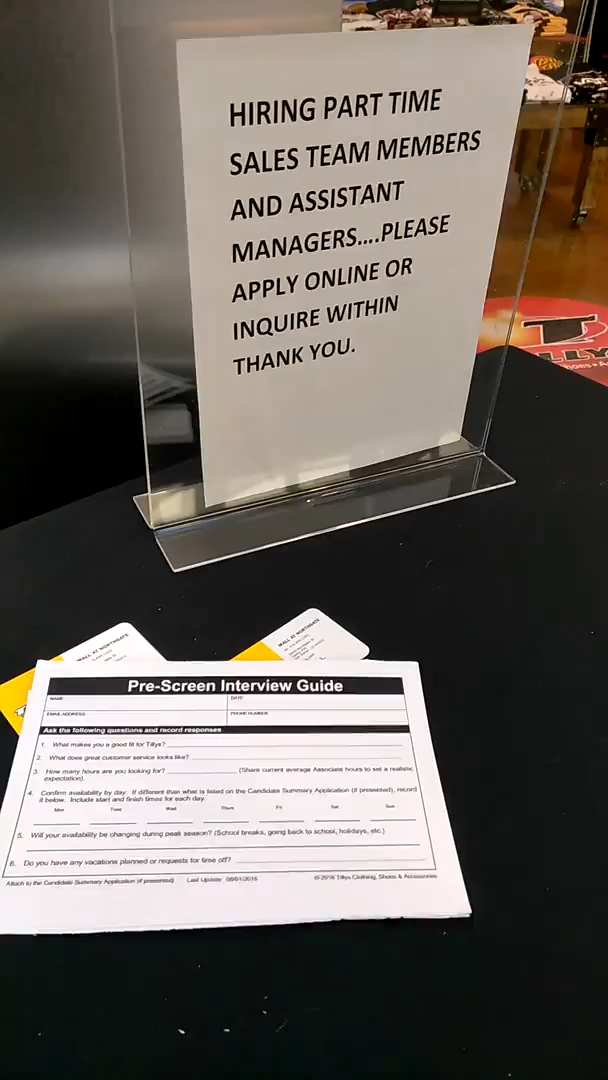 HIRING PART TIME
SALES TEAM MEMBERS
AND ASSISTANT
MANAGERS....PLEASE
APPLY ONLINE OR
INQUIRE WITHIN
THANK YOU.
T
LLY
MALL AT NORTHGATE
MALL AT NORTHGATE
Pre-Screen Interview Guide
NAME DATE
EMAIL ADDRESS PHONE NUMBER
Ask the following questions and record responses
1. What makes you a good fit for Tillys?
2. What does great customer service looks like?
3. How many hours are you looking for? (Share current average Associate hours to set a realistic
expectation).
4. Confirm availability by day. If different than what is listed on the Candidate Summary Application (if presented), record
it below. Include start and finish times for each day.
Mon Tues Wed Thurs Fri Sat Sun
5. Will your availability be changing during peak season? (School breaks, going back to school, holidays, etc.)
6. Do you have any vacations planned or requests for time off?
Attach to the Candidate Summary Application (if presented) Last Update: 08/01/2016 © 2016 Tillys Clothing, Shoes & Accessories